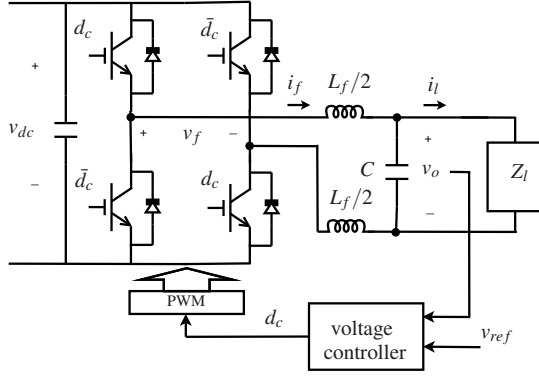 d_c
d̄_c
i_f
L_f/2
i_l
+
v_dc
−
+
v_f
−
+
C
v_o
−
Z_l
d̄_c
d_c
L_f/2
PWM
d_c
voltage
controller
v_ref